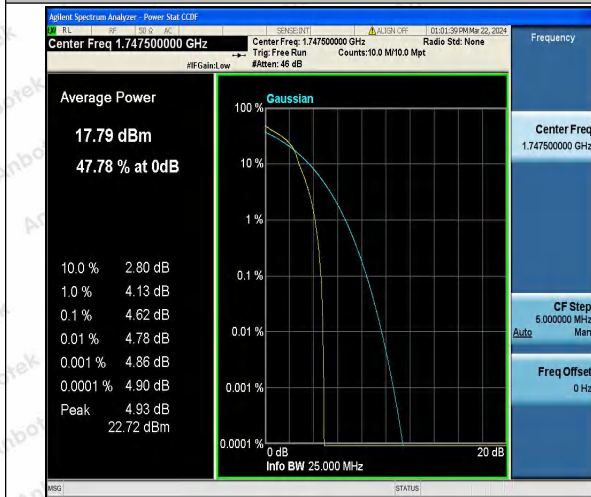 Agilent Spectrum Analyzer - Power Stat CCDF
RL RF 50 Ω AC SENSE:INT ALIGN OFF 01:01:39 PM Mar 22, 2024
Center Freq 1.747500000 GHz
Center Freq: 1.747500000 GHz Radio Std: None
Trig: Free Run Counts:10.0 M/10.0 Mpt
#IFGain:Low #Atten: 46 dB
Frequency
Average Power
17.79 dBm
47.78 % at 0dB
10.0 % 2.80 dB
1.0 % 4.13 dB
0.1 % 4.62 dB
0.01 % 4.78 dB
0.001 % 4.86 dB
0.0001 % 4.90 dB
Peak 4.93 dB
22.72 dBm
100 % Gaussian
10 %
1 %
0.1 %
0.01 %
0.001 %
0.0001 %
0 dB 20 dB
Info BW 25.000 MHz
Center Freq
1.747500000 GHz
CF Step
5.000000 MHz
Auto Man
Freq Offset
0 Hz
MSG STATUS